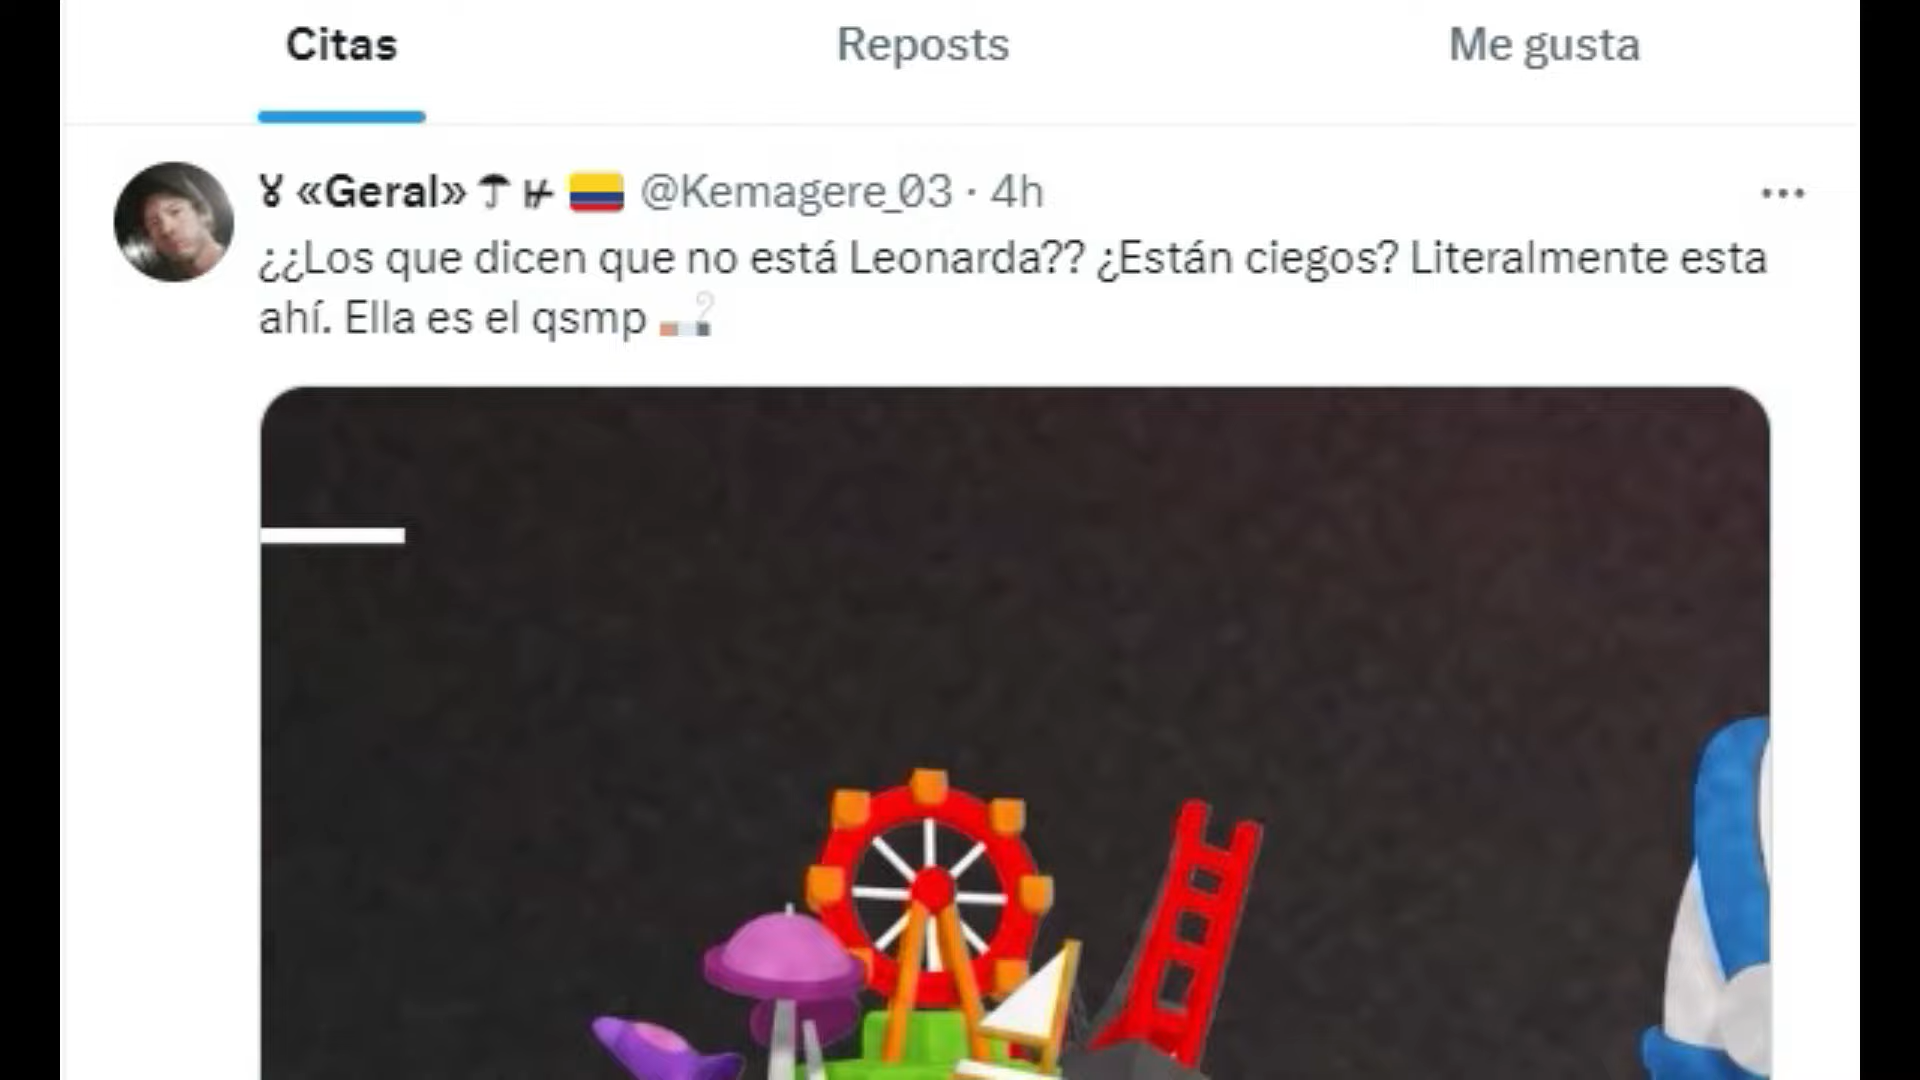 Citas Reposts Me gusta
«Geral» @Kemagere_03 · 4h
¿¿Los que dicen que no está Leonarda?? ¿Están ciegos? Literalmente esta
ahí. Ella es el qsmp